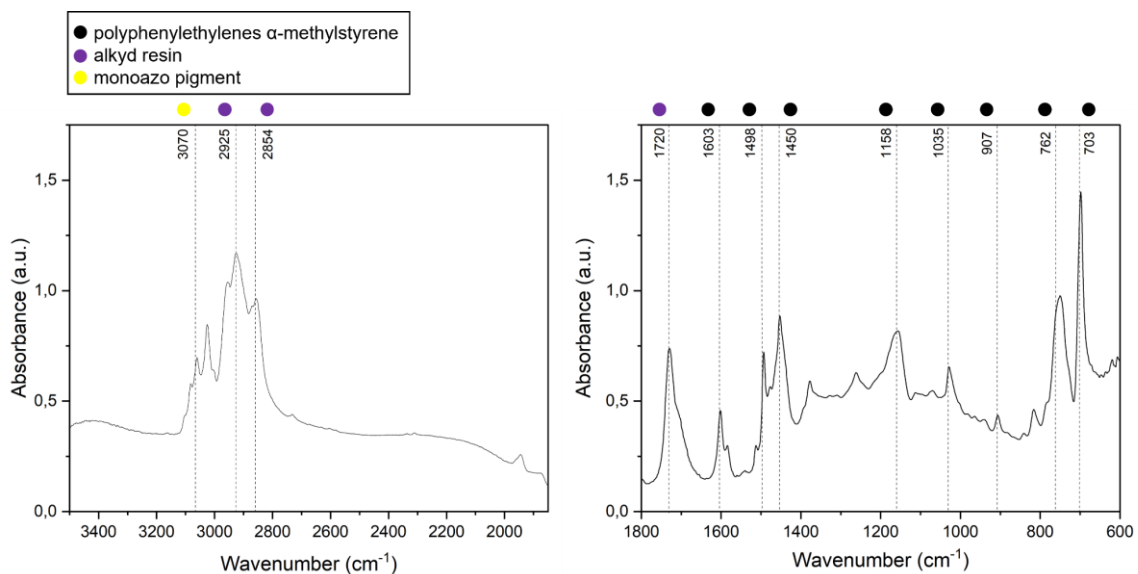 polyphenylethylenes α-methylstyrene
alkyd resin
monoazo pigment
3070
2925
2854
1,5
1,0
0,5
0,0
Absorbance (a.u.)
3400 3200 3000 2800 2600 2400 2200 2000
Wavenumber (cm⁻¹)
1720
1603
1498
1450
1158
1035
907
762
703
1,5
1,0
0,5
0,0
Absorbance (a.u.)
1800 1600 1400 1200 1000 800 600
Wavenumber (cm⁻¹)